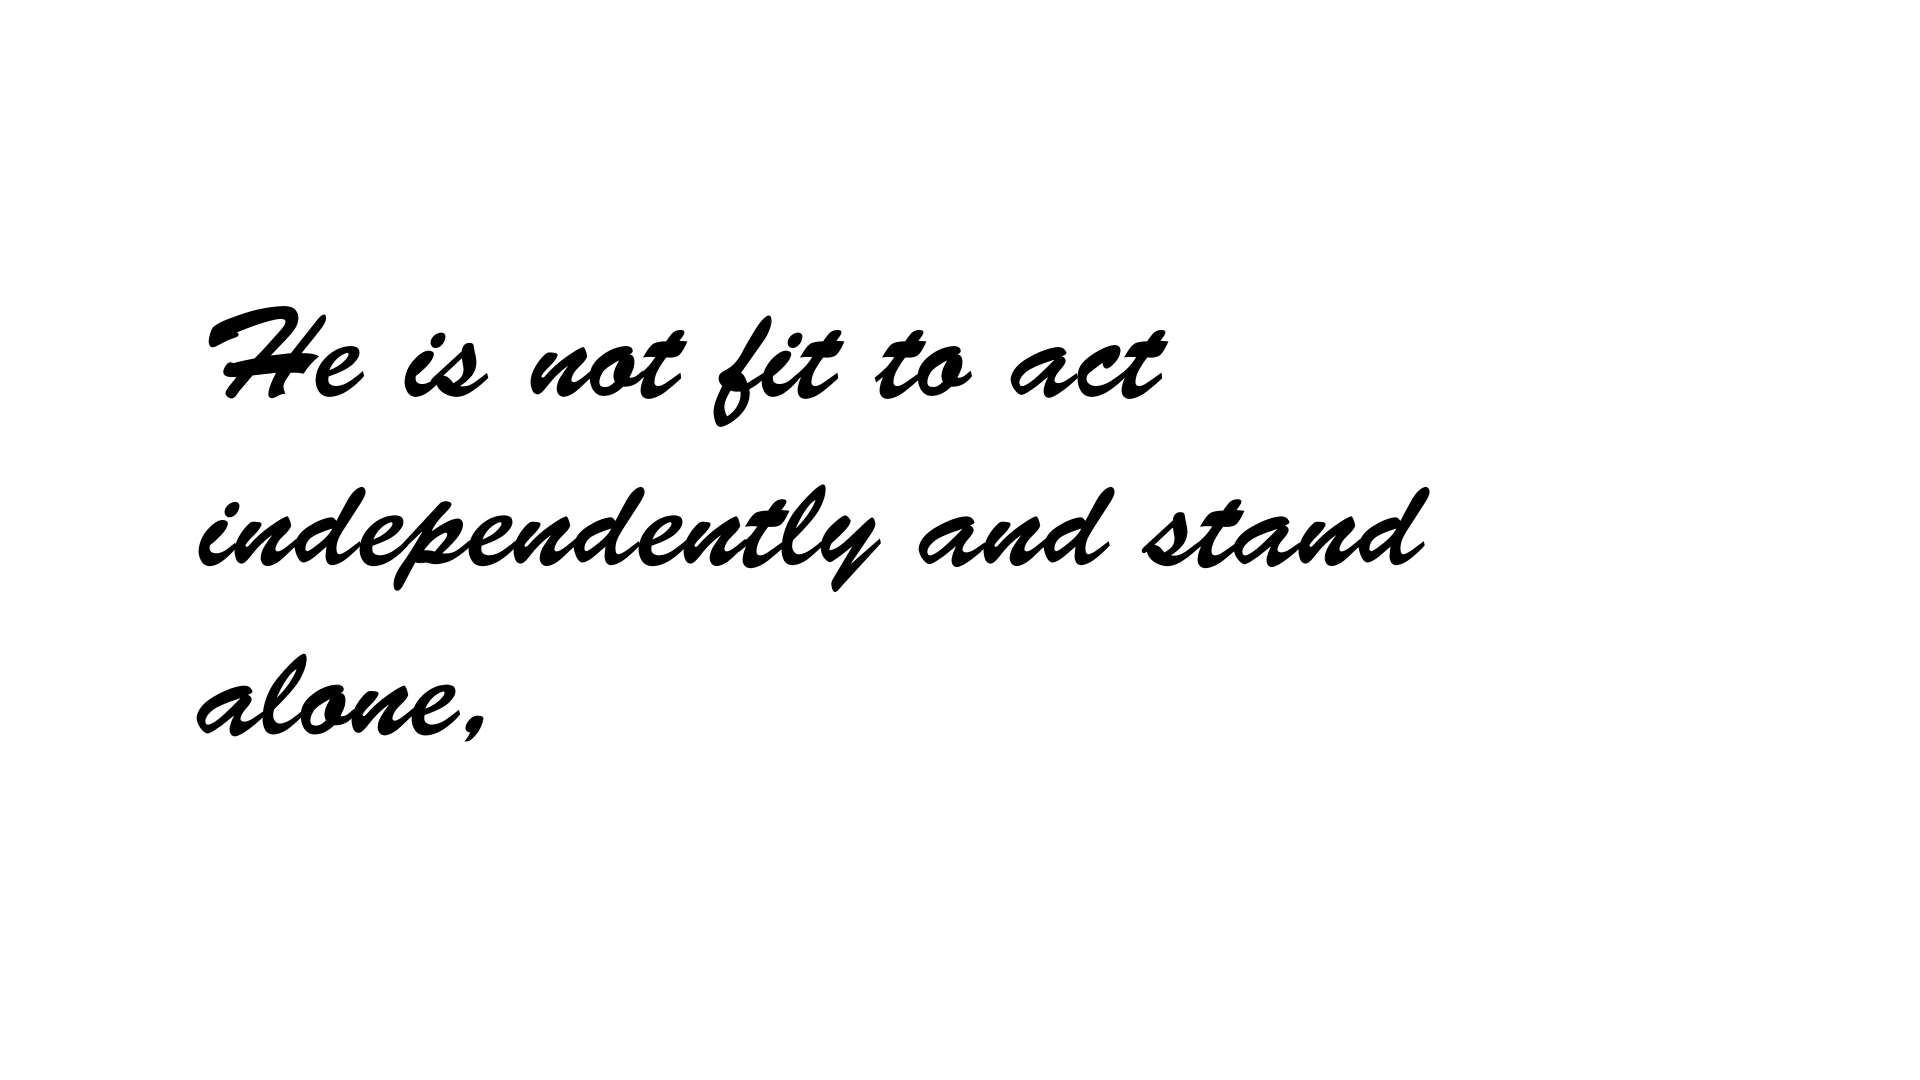 He is not fit to act
independently and stand
alone,